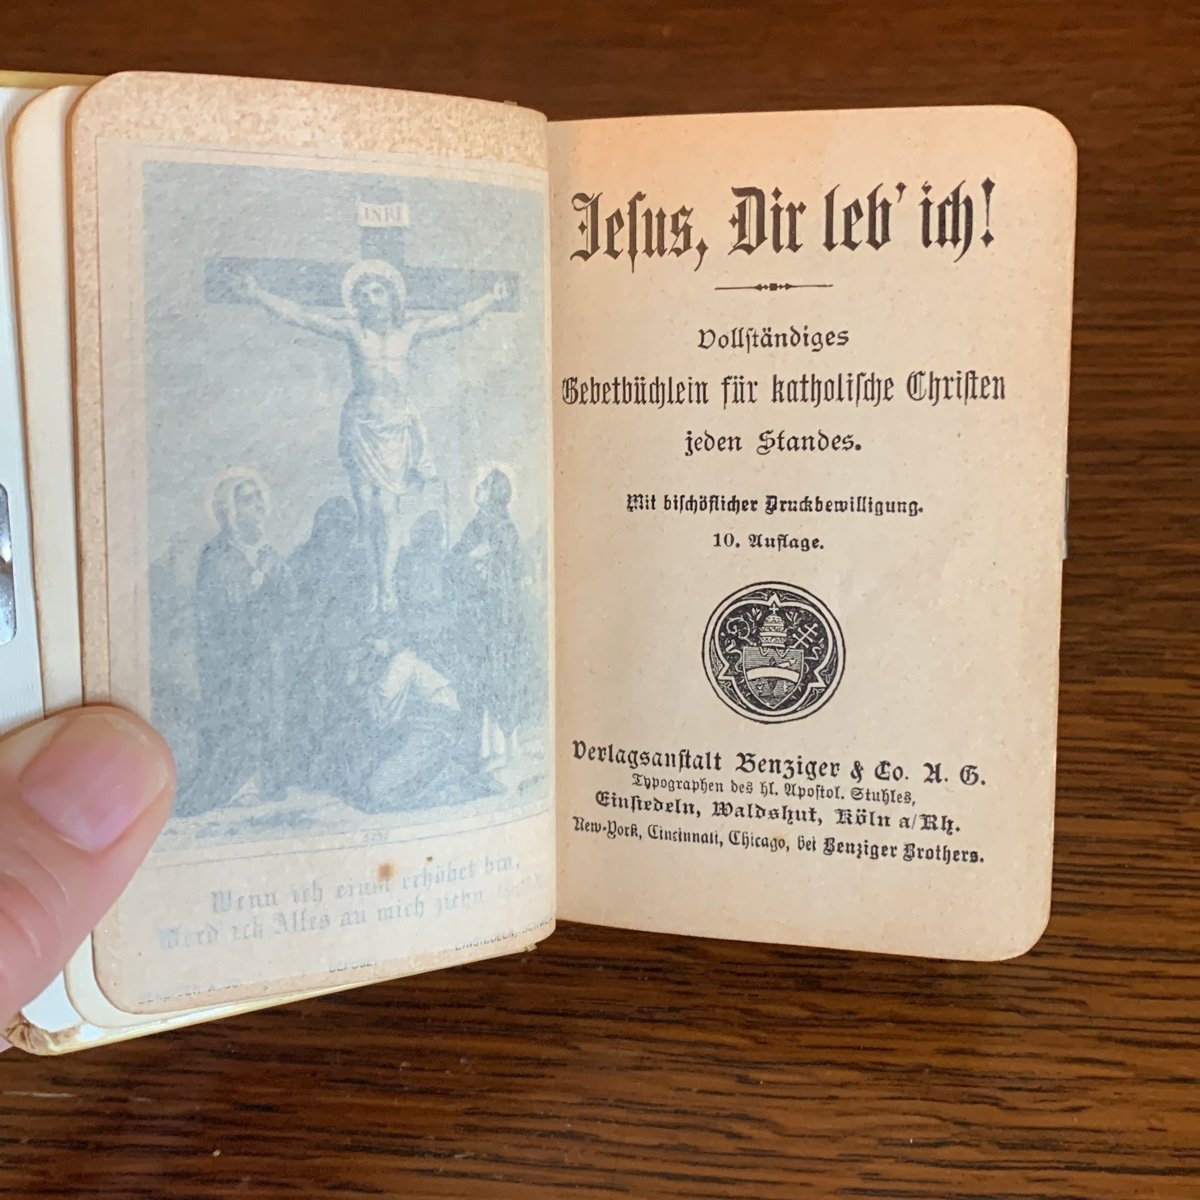 INRI
3252
Wenn ich einst erhöhet bin,
Werd ich Alles an mich ziehn
EINSIEDELN,
Jeſus, Dir leb' ich!
Vollſtändiges
Gebetbüchlein für katholiſche Chriſten
jeden Standes.
Mit biſchöflicher Druckbewilligung.
10. Auflage.
Verlagsanſtalt Benziger & Co. A. G.
Typographen des hl. Apoſtol. Stuhles,
Einſiedeln, Waldshut, Köln a/Rh.
New-York, Cincinnati, Chicago, bei Benziger Brothers.